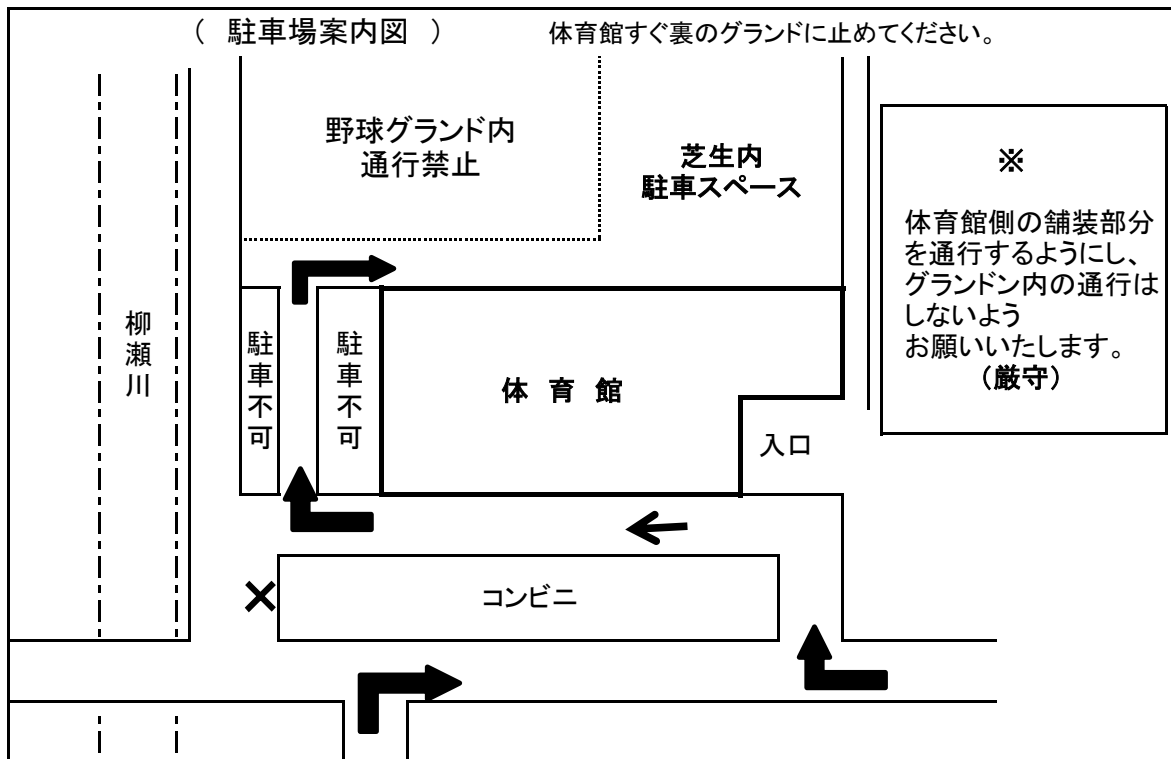 （ 駐車場案内図 ）
体育館すぐ裏のグランドに止めてください。
野球グランド内
通行禁止
芝生内
駐車スペース
※
体育館側の舗装部分
を通行するようにし、
グランドン内の通行は
しないよう
お願いいたします。
（厳守）
柳瀬川
駐車不可
駐車不可
体 育 館
入口
コンビニ